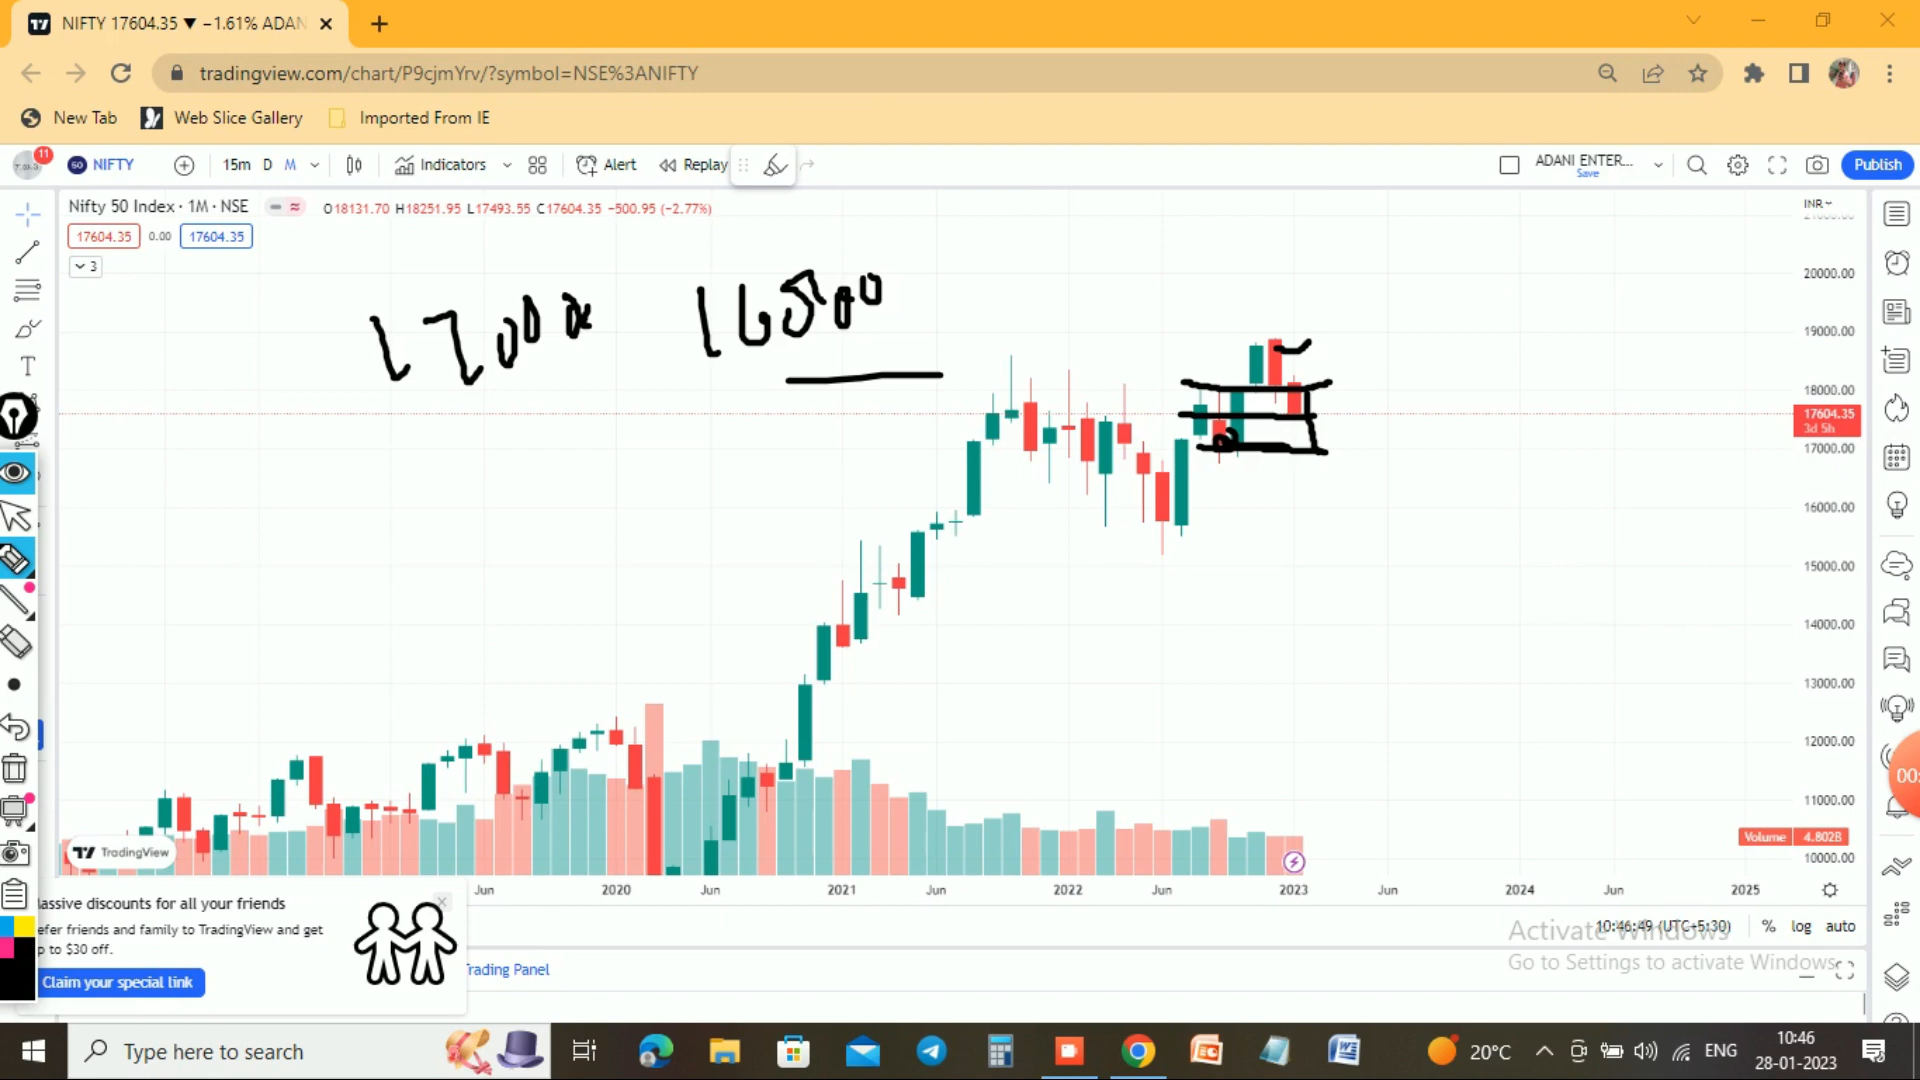 NIFTY 17604.35 ▼ −1.61% ADAN
tradingview.com/chart/P9cjmYrv/?symbol=NSE%3ANIFTY
New Tab Web Slice Gallery Imported From IE
11
50 NIFTY 15m D M Indicators Alert Replay ADANI ENTER... Publish
Save
Nifty 50 Index · 1M · NSE O18131.70 H18251.95 L17493.55 C17604.35 −500.95 (−2.77%) INR
17604.35 0.00 17604.35
3
20000.00
19000.00
18000.00
17604.35
3d 5h
17000.00
16000.00
15000.00
14000.00
13000.00
12000.00
11000.00
Volume 4.802B
10000.00
TradingView
Jun 2020 Jun 2021 Jun 2022 Jun 2023 Jun 2024 Jun 2025
assive discounts for all your friends
efer friends and family to TradingView and get
p to $30 off.
Claim your special link
10:46:49 (UTC+5:30) % log auto
Activate Windows
Go to Settings to activate Windows.
rading Panel
00:
Type here to search
20°C ENG 10:46
28-01-2023